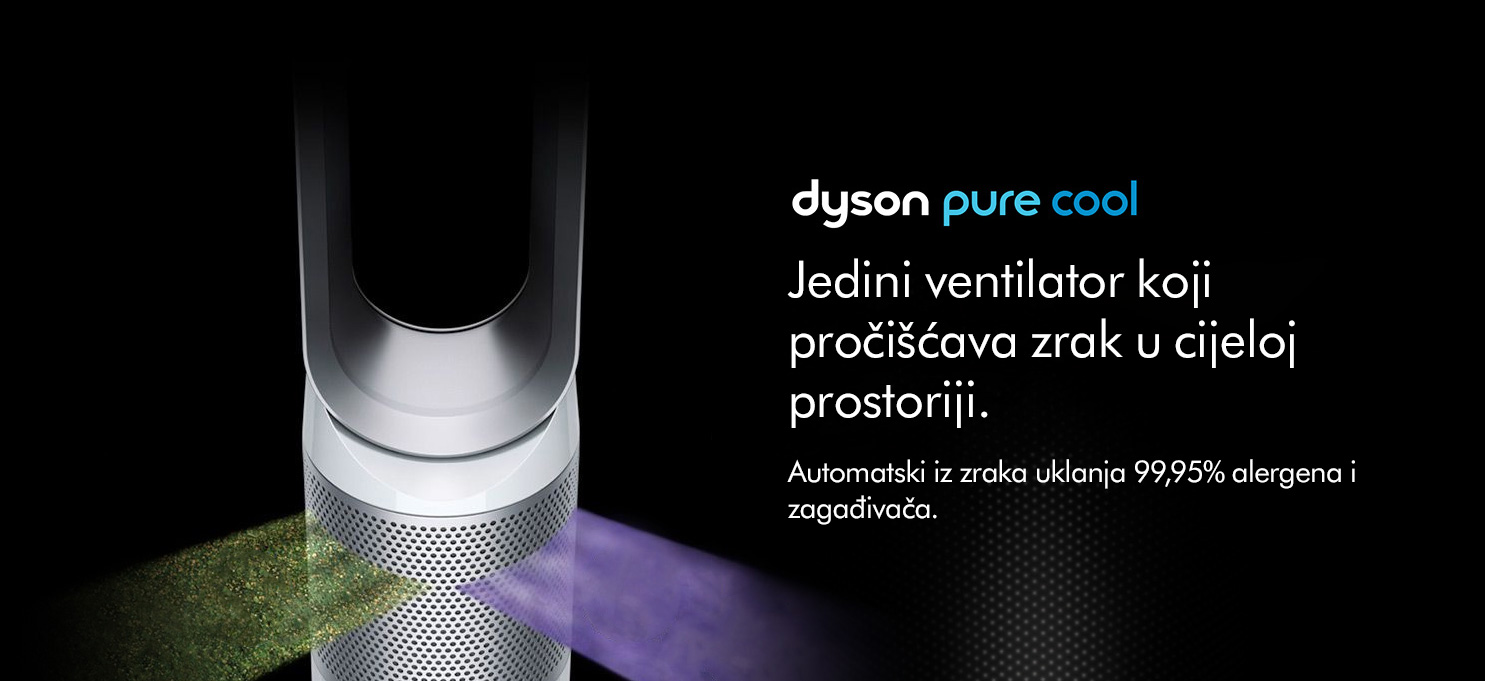 dyson pure cool
Jedini ventilator koji
pročišćava zrak u cijeloj
prostoriji.
Automatski iz zraka uklanja 99,95% alergena i
zagađivača.